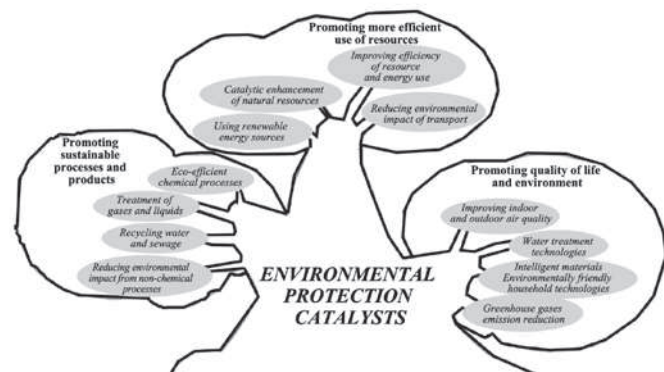 Promoting more efficient
use of resources
Improving efficiency
of resource
and energy use
Catalytic enhancement
of natural resources
Reducing environmental
impact of transport
Using renewable
energy sources
Promoting
sustainable
processes and
products
Eco-efficient
chemical processes
Treatment of
gases and liquids
Recycling water
and sewage
Reducing environmental
impact from non-chemical
processes
Promoting quality of life
and environment
Improving indoor
and outdoor air quality
Water treatment
technologies
Intelligent materials
Environmentally friendly
household technologies
Greenhouse gases
emission reduction
ENVIRONMENTAL
PROTECTION
CATALYSTS